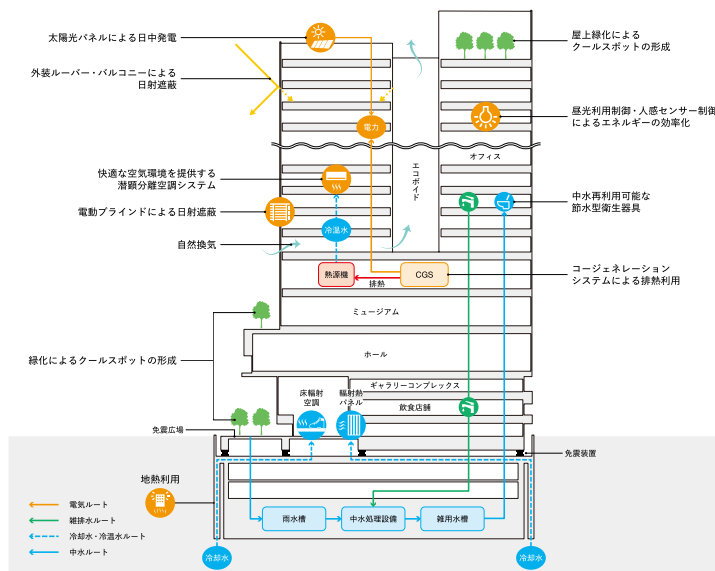 太陽光パネルによる日中発電
外装ルーバー・バルコニーによる
日射遮蔽
屋上緑化による
クールスポットの形成
昼光利用制御・人感センサー制御
によるエネルギーの効率化
電力
オフィス
エコボイド
快適な空気環境を提供する
潜顕分離空調システム
電動ブラインドによる日射遮蔽
中水再利用可能な
節水型衛生器具
冷温水
自然換気
熱源機
排熱
CGS
コージェネレーション
システムによる排熱利用
ミュージアム
ホール
緑化によるクールスポットの形成
ギャラリーコンプレックス
床輻射
空調
輻射熱
パネル
飲食店舗
免震広場
免震装置
地熱利用
雨水槽
中水処理設備
雑用水槽
冷却水
冷却水
電気ルート
雑排水ルート
冷却水・冷温水ルート
中水ルート